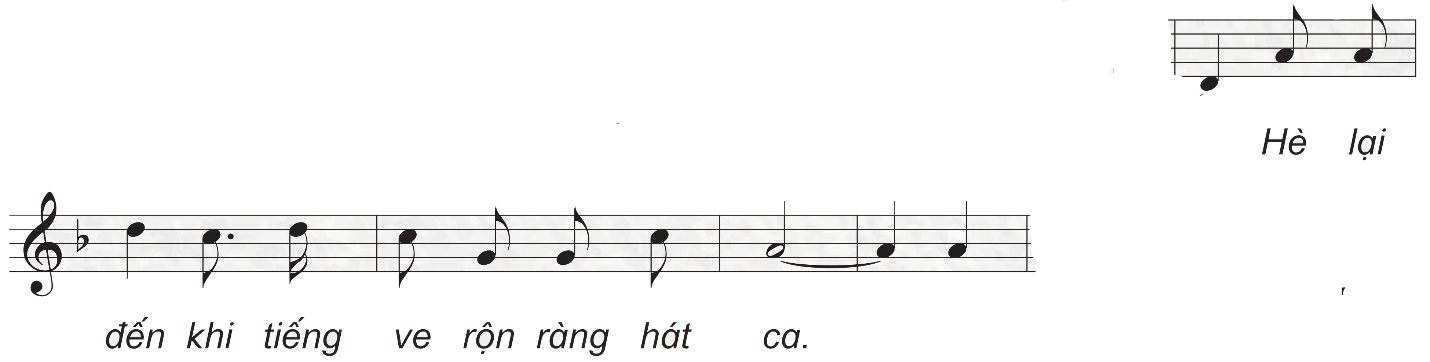 Hè lại
đến khi tiếng ve rộn ràng hát ca.